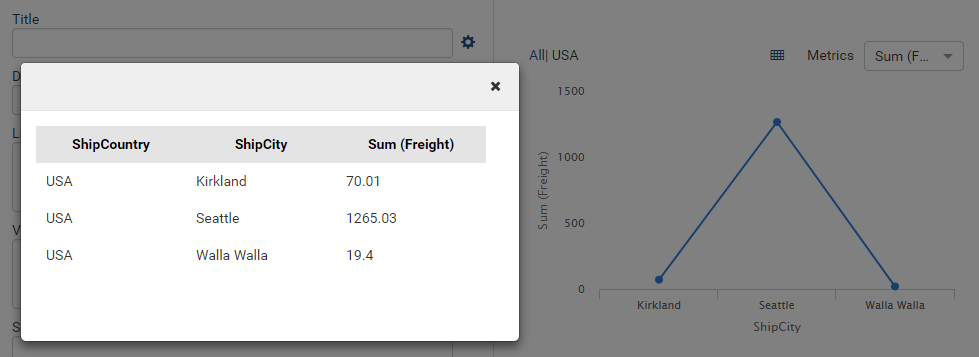 Title
D
L
V
S
ShipCountry ShipCity Sum (Freight)
USA Kirkland 70.01
USA Seattle 1265.03
USA Walla Walla 19.4
All| USA Metrics Sum (F...
1500
1000
500
0
Sum (Freight)
Kirkland Seattle Walla Walla
ShipCity